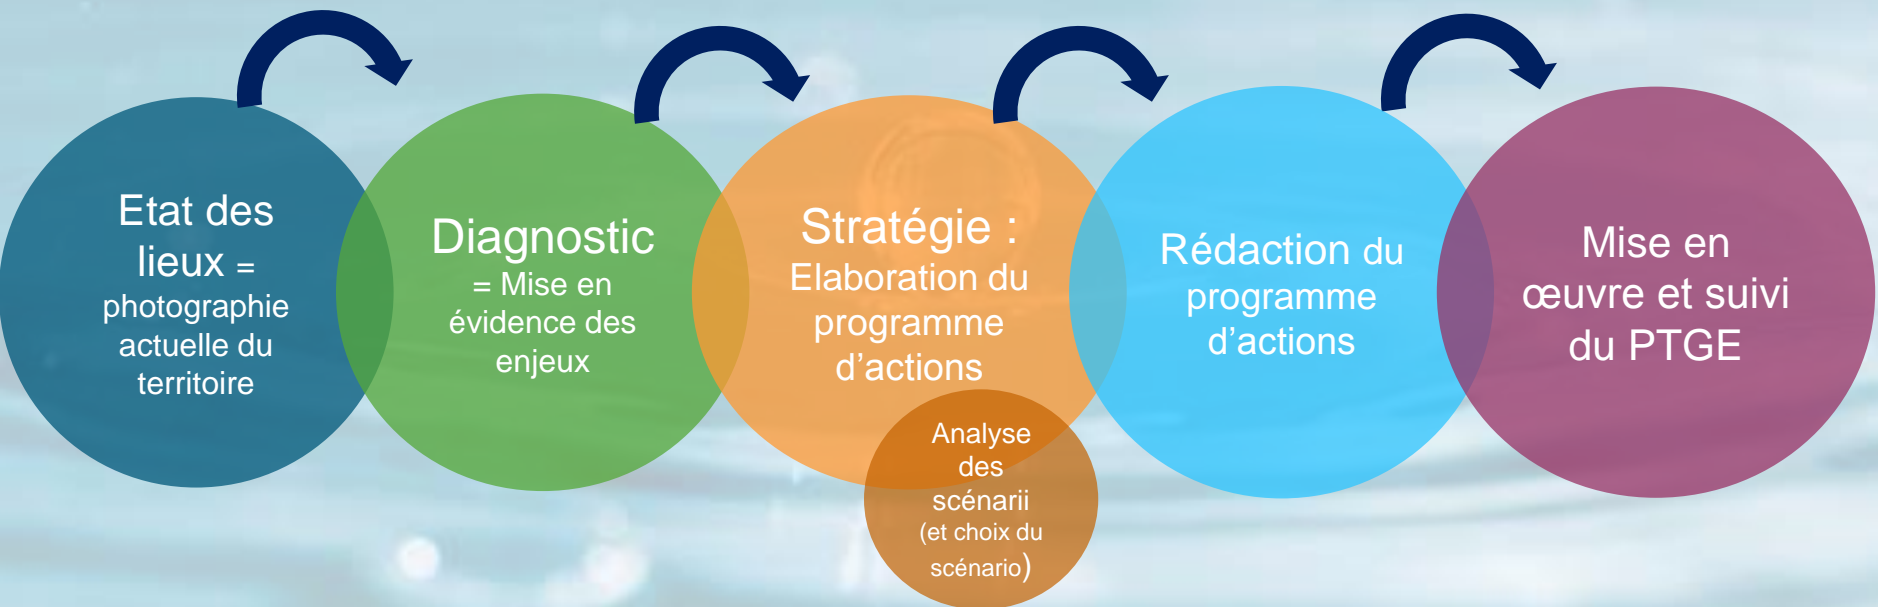 Etat des
lieux =
photographie
actuelle du
territoire
Diagnostic
= Mise en
évidence des
enjeux
Stratégie :
Elaboration du
programme
d’actions
Analyse
des
scénarii
(et choix du
scénario)
Rédaction du
programme
d’actions
Mise en
œuvre et suivi
du PTGE